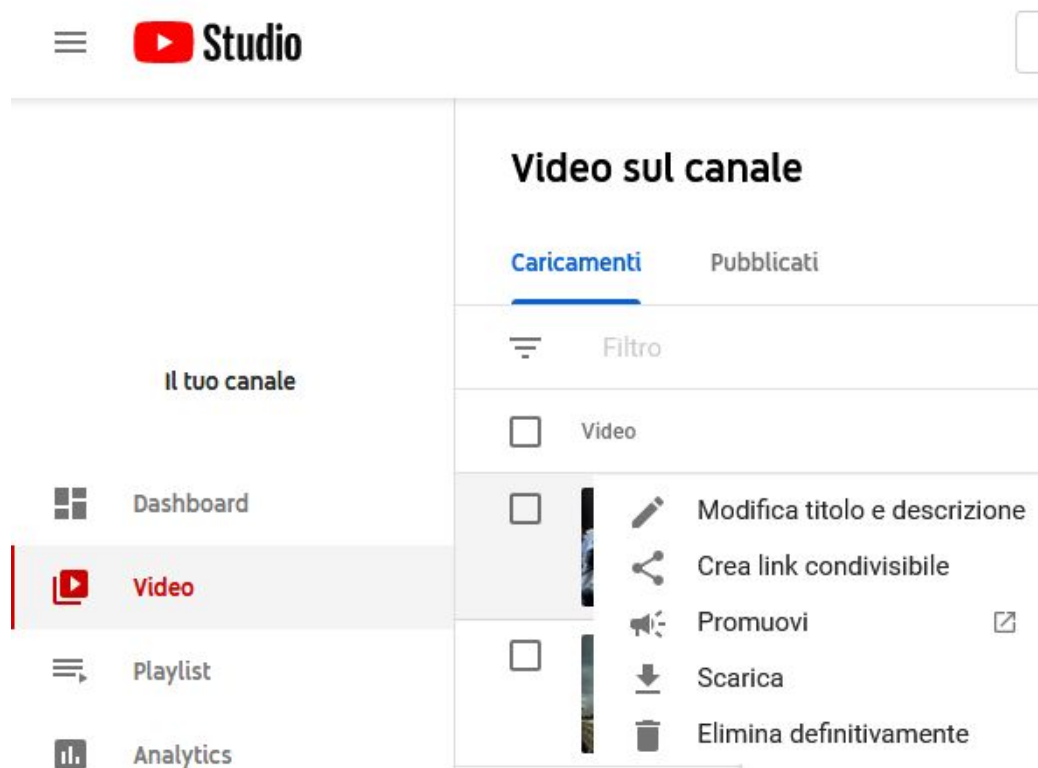 Studio
Video sul canale
Caricamenti Pubblicati
Filtro
Il tuo canale
Video
Dashboard
Modifica titolo e descrizione
Crea link condivisibile
Video
Promuovi
Playlist
Scarica
Elimina definitivamente
Analytics